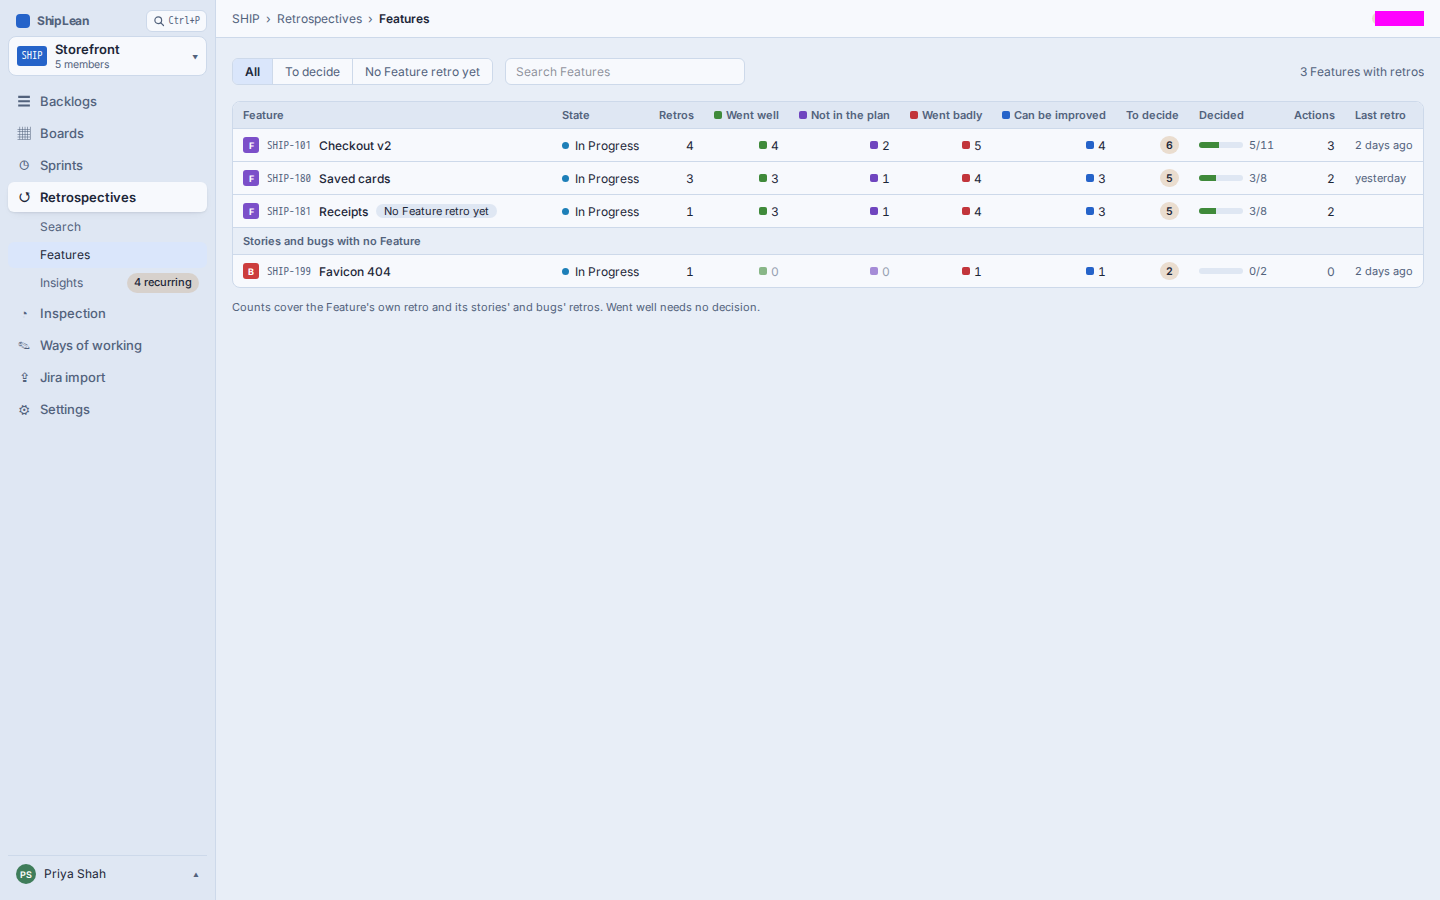 ShipLean Ctrl+P
SHIP Storefront
5 members
Backlogs
Boards
Sprints
Retrospectives
Search
Features
Insights 4 recurring
Inspection
Ways of working
Jira import
Settings
PS Priya Shah
SHIP › Retrospectives › Features
All To decide No Feature retro yet Search Features 3 Features with retros
Feature State Retros Went well Not in the plan Went badly Can be improved To decide Decided Actions Last retro
F SHIP-101 Checkout v2 In Progress 4 4 2 5 4 6 5/11 3 2 days ago
F SHIP-180 Saved cards In Progress 3 3 1 4 3 5 3/8 2 yesterday
F SHIP-181 Receipts No Feature retro yet In Progress 1 3 1 4 3 5 3/8 2
Stories and bugs with no Feature
B SHIP-199 Favicon 404 In Progress 1 0 0 1 1 2 0/2 0 2 days ago
Counts cover the Feature's own retro and its stories' and bugs' retros. Went well needs no decision.